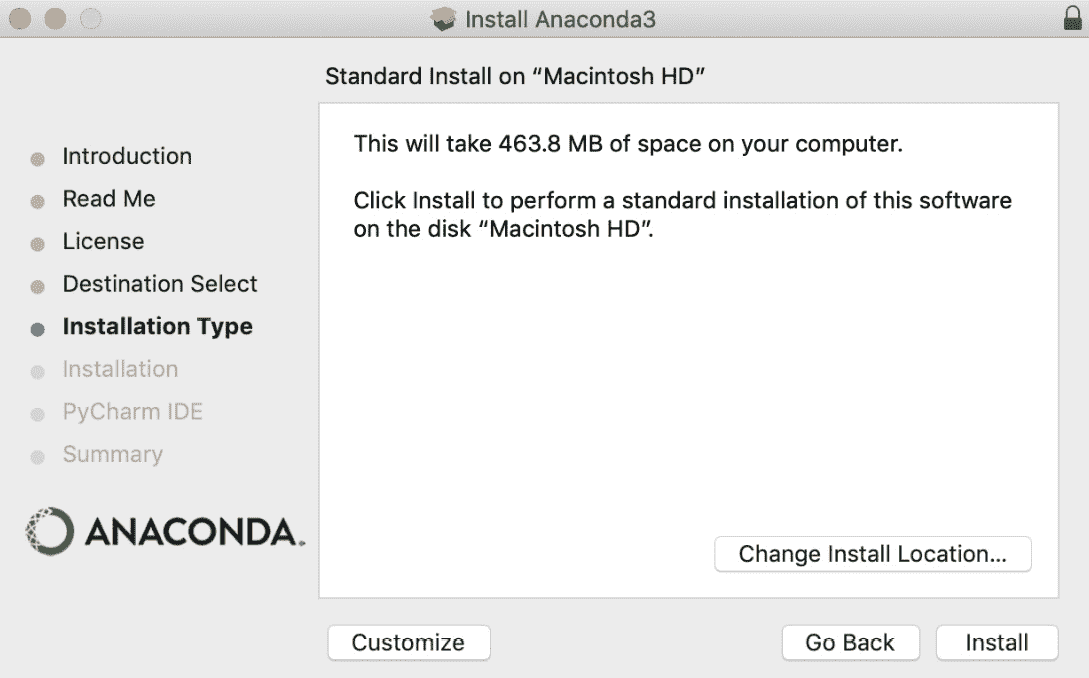 Install Anaconda3
Standard Install on “Macintosh HD”
Introduction
Read Me
License
Destination Select
Installation Type
Installation
PyCharm IDE
Summary
ANACONDA.
This will take 463.8 MB of space on your computer.
Click Install to perform a standard installation of this software
on the disk “Macintosh HD”.
Change Install Location...
Customize
Go Back
Install